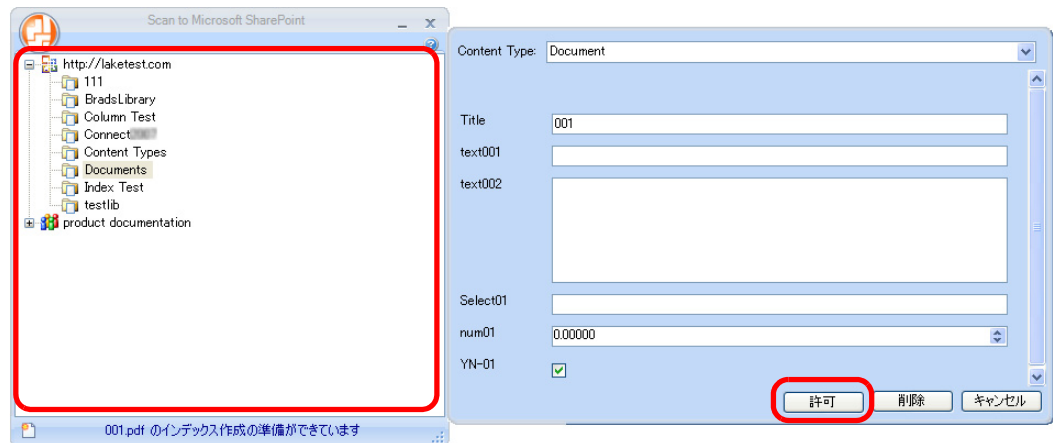 Scan to Microsoft SharePoint
http://laketest.com
111
BradsLibrary
Column Test
Connect
Content Types
Documents
Index Test
testlib
product documentation
001.pdf のインデックス作成の準備ができています
Content Type: Document
Title 001
text001
text002
Select01
num01 0.00000
YN-01
許可 削除 キャンセル